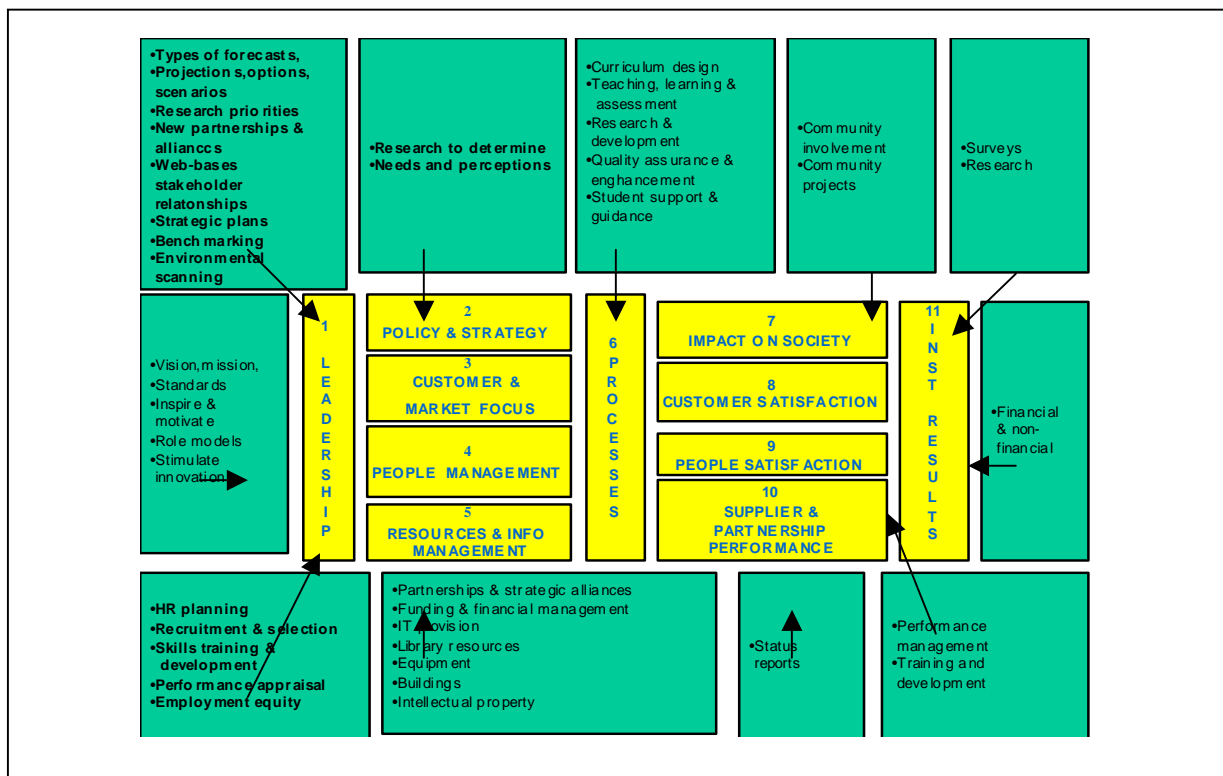 •Types of forecasts,
•Projections,options,
scenarios
•Research priorities
•New partnerships &
alliances
•Web-bases
stakeholder
relatonships
•Strategic plans
•Bench marking
•Environmental
scanning
•Research to determine
•Needs and perceptions
•Curriculum design
•Teaching, learning &
assessment
•Research &
development
•Quality assurance &
enghancement
•Student support &
guidance
•Community
involvement
•Community
projects
•Surveys
•Research
•Vision,mission,
•Standards
•Inspire &
motivate
•Role models
•Stimulate
innovation
1
L
E
A
D
E
R
S
H
I
P
2
POLICY & STRATEGY
3
CUSTOMER &
MARKET FOCUS
4
PEOPLE MANAGEMENT
5
RESOURCES & INFO
MANAGEMENT
6
P
R
O
C
E
S
S
E
S
7
IMPACT ON SOCIETY
8
CUSTOMER SATISFACTION
9
PEOPLE SATISFACTION
10
SUPPLIER &
PARTNERSHIP
PERFORMANCE
11
I
N
S
T
R
E
S
U
L
T
S
•Financial
& non-
financial
•HR planning
•Recruitment & selection
•Skills training &
development
•Performance appraisal
•Employment equity
•Partnerships & strategic alliances
•Funding & financial management
•IT provision
•Library resources
•Equipment
•Buildings
•Intellectual property
•Status
reports
•Performance
management
•Training and
development